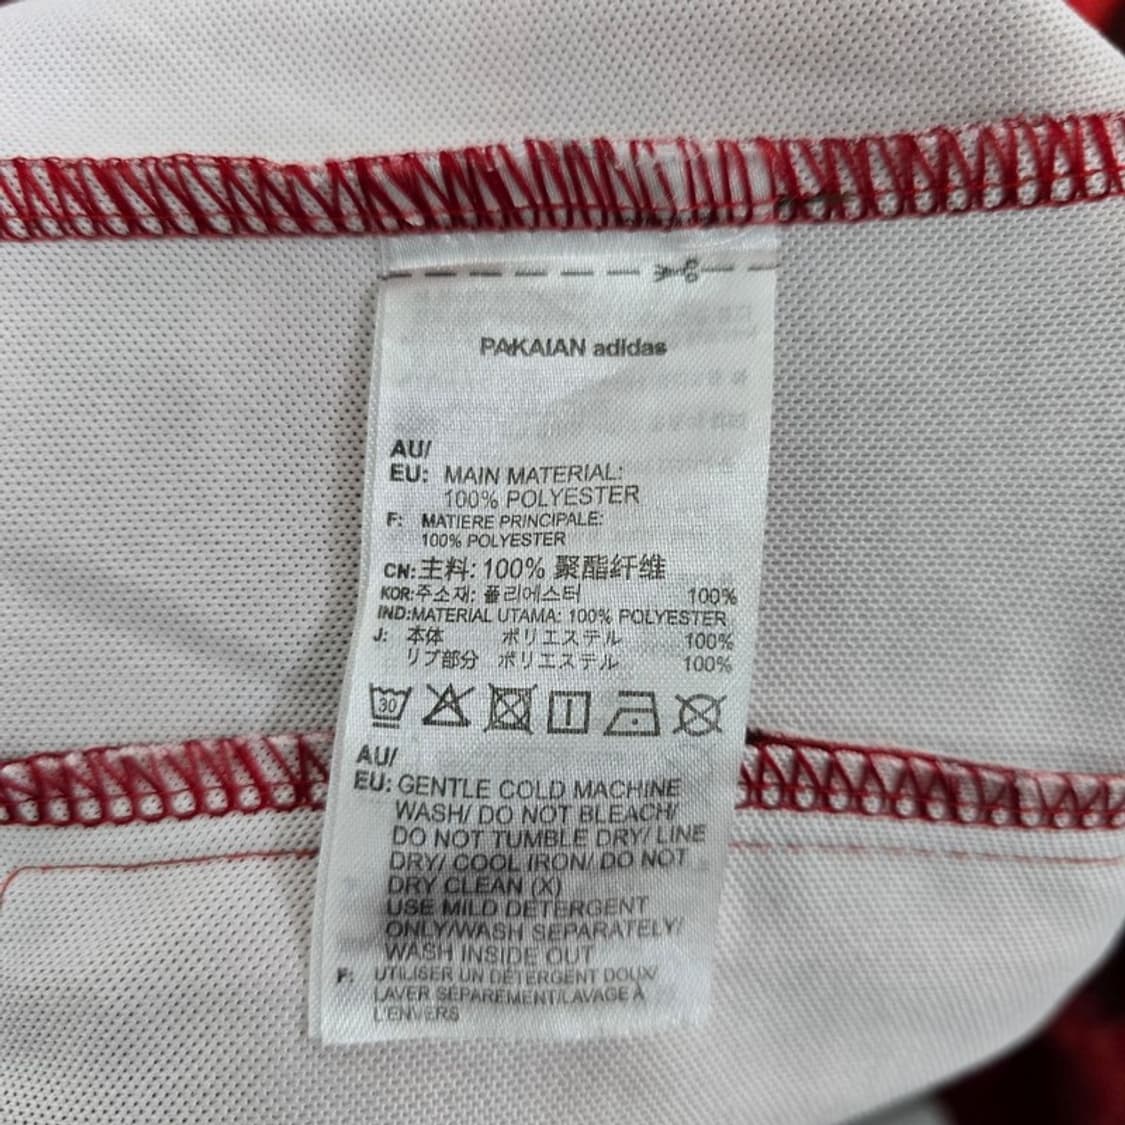 PAKAIAN adidas
AU/
EU: MAIN MATERIAL:
100% POLYESTER
F: MATIERE PRINCIPALE:
100% POLYESTER
CN:主料: 100% 聚酯纤维
KOR:주소재: 폴리에스터 100%
IND:MATERIAL UTAMA: 100% POLYESTER
J: 本体 ポリエステル 100%
リブ部分 ポリエステル 100%
30
AU/
EU: GENTLE COLD MACHINE
WASH/ DO NOT BLEACH/
DO NOT TUMBLE DRY/ LINE
DRY/ COOL IRON/ DO NOT
DRY CLEAN (X)
USE MILD DETERGENT
ONLY/WASH SEPARATELY/
WASH INSIDE OUT
F: UTILISER UN DÉTERGENT DOUX/
LAVER SÉPARÉMENT/LAVAGE À
L'ENVERS